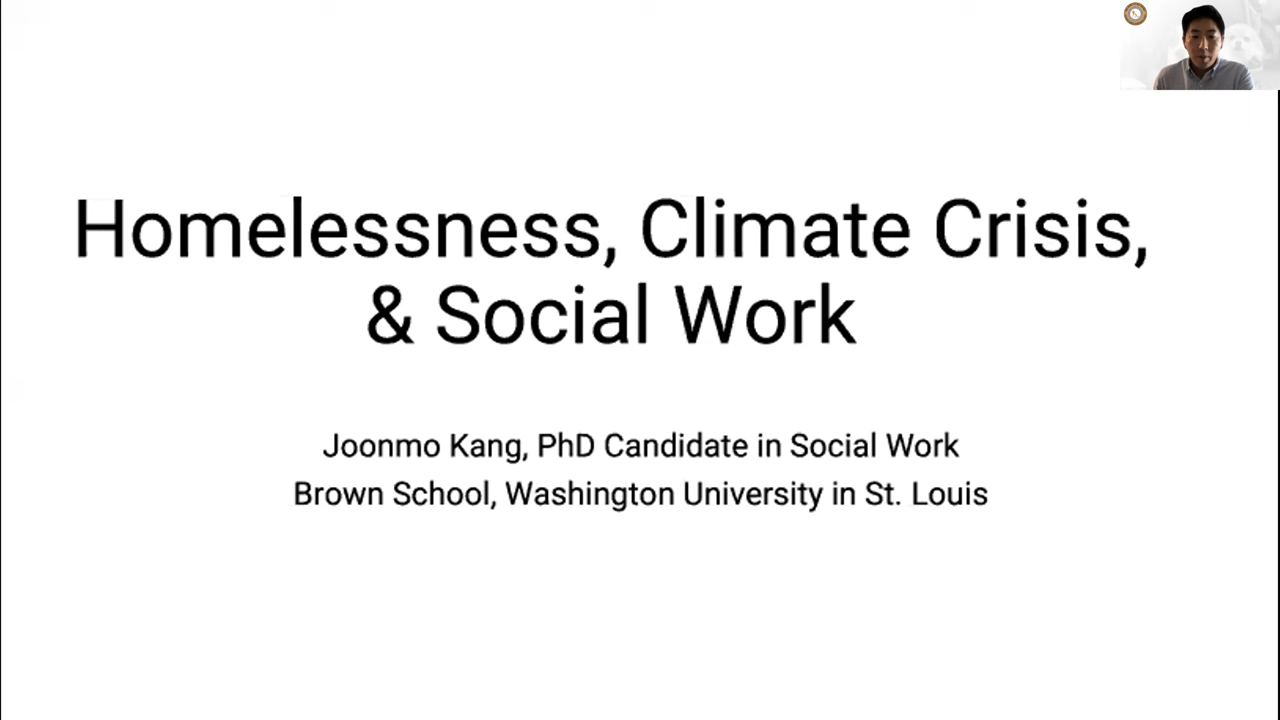 Homelessness, Climate Crisis,
& Social Work
Joonmo Kang, PhD Candidate in Social Work
Brown School, Washington University in St. Louis